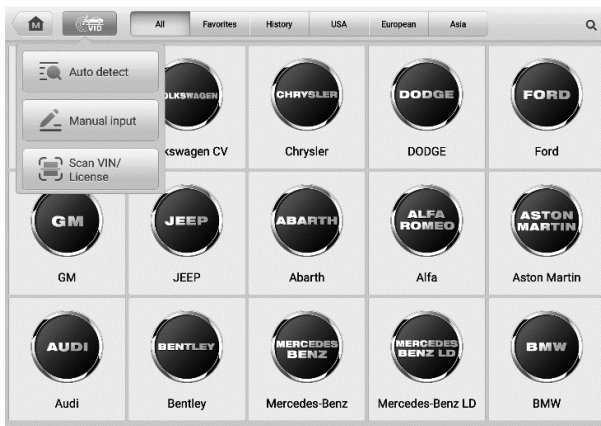 M
VID
All
Favorites
History
USA
European
Asia
Auto detect
Manual input
Scan VIN/
License
LKSWAGEN
CHRYSLER
DODGE
FORD
kswagen CV
Chrysler
DODGE
Ford
GM
JEEP
ABARTH
ALFA
ROMEO
ASTON
MARTIN
GM
JEEP
Abarth
Alfa
Aston Martin
AUDI
BENTLEY
MERCEDES
BENZ
MERCEDES
BENZ LD
BMW
Audi
Bentley
Mercedes-Benz
Mercedes-Benz LD
BMW